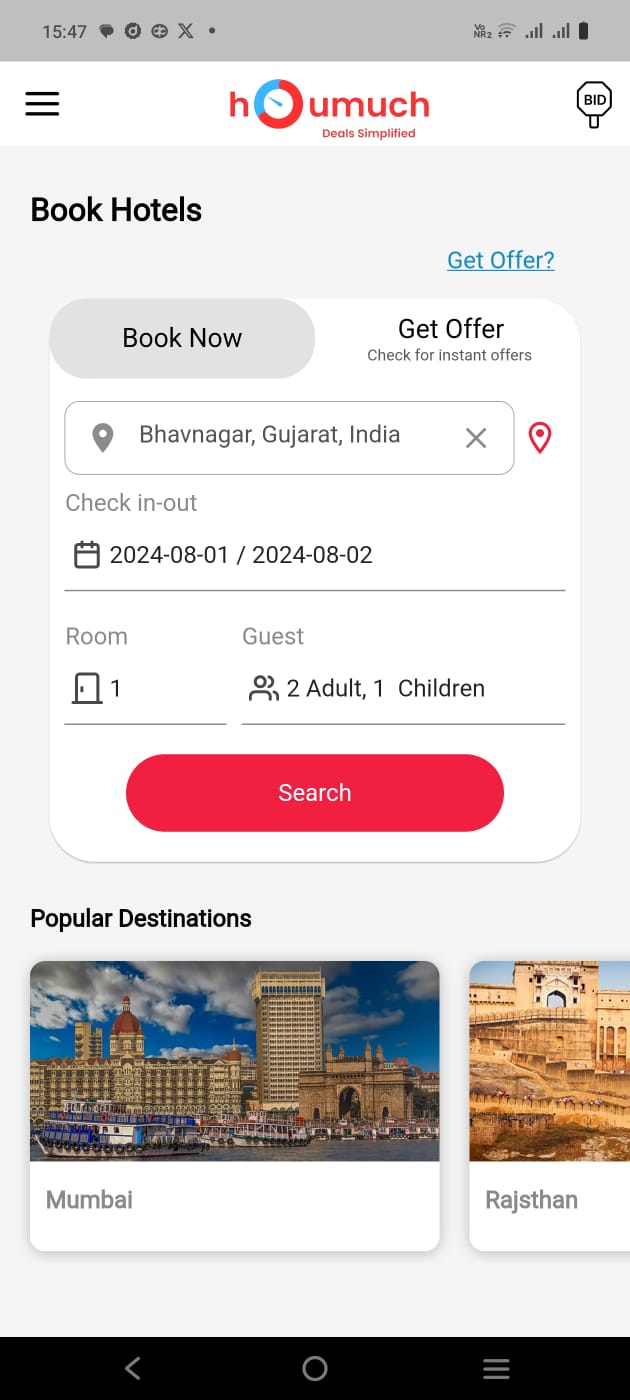 15:47
Vo
NR2
houmuch
Deals Simplified
BID
Book Hotels
Get Offer?
Book Now
Get Offer
Check for instant offers
Bhavnagar, Gujarat, India
Check in-out
2024-08-01 / 2024-08-02
Room
Guest
1
2 Adult, 1  Children
Search
Popular Destinations
Mumbai
Rajsthan